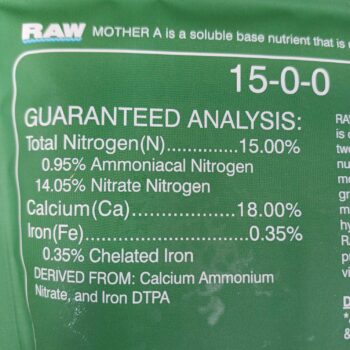 RAW MOTHER A is a soluble base nutrient that is
15-0-0
GUARANTEED ANALYSIS:
Total Nitrogen(N)....15.00%
0.95% Ammoniacal Nitrogen
14.05% Nitrate Nitrogen
Calcium(Ca)................18.00%
Iron(Fe)..........................0.35%
0.35% Chelated Iron
DERIVED FROM: Calcium Ammonium
Nitrate, and Iron DTPA